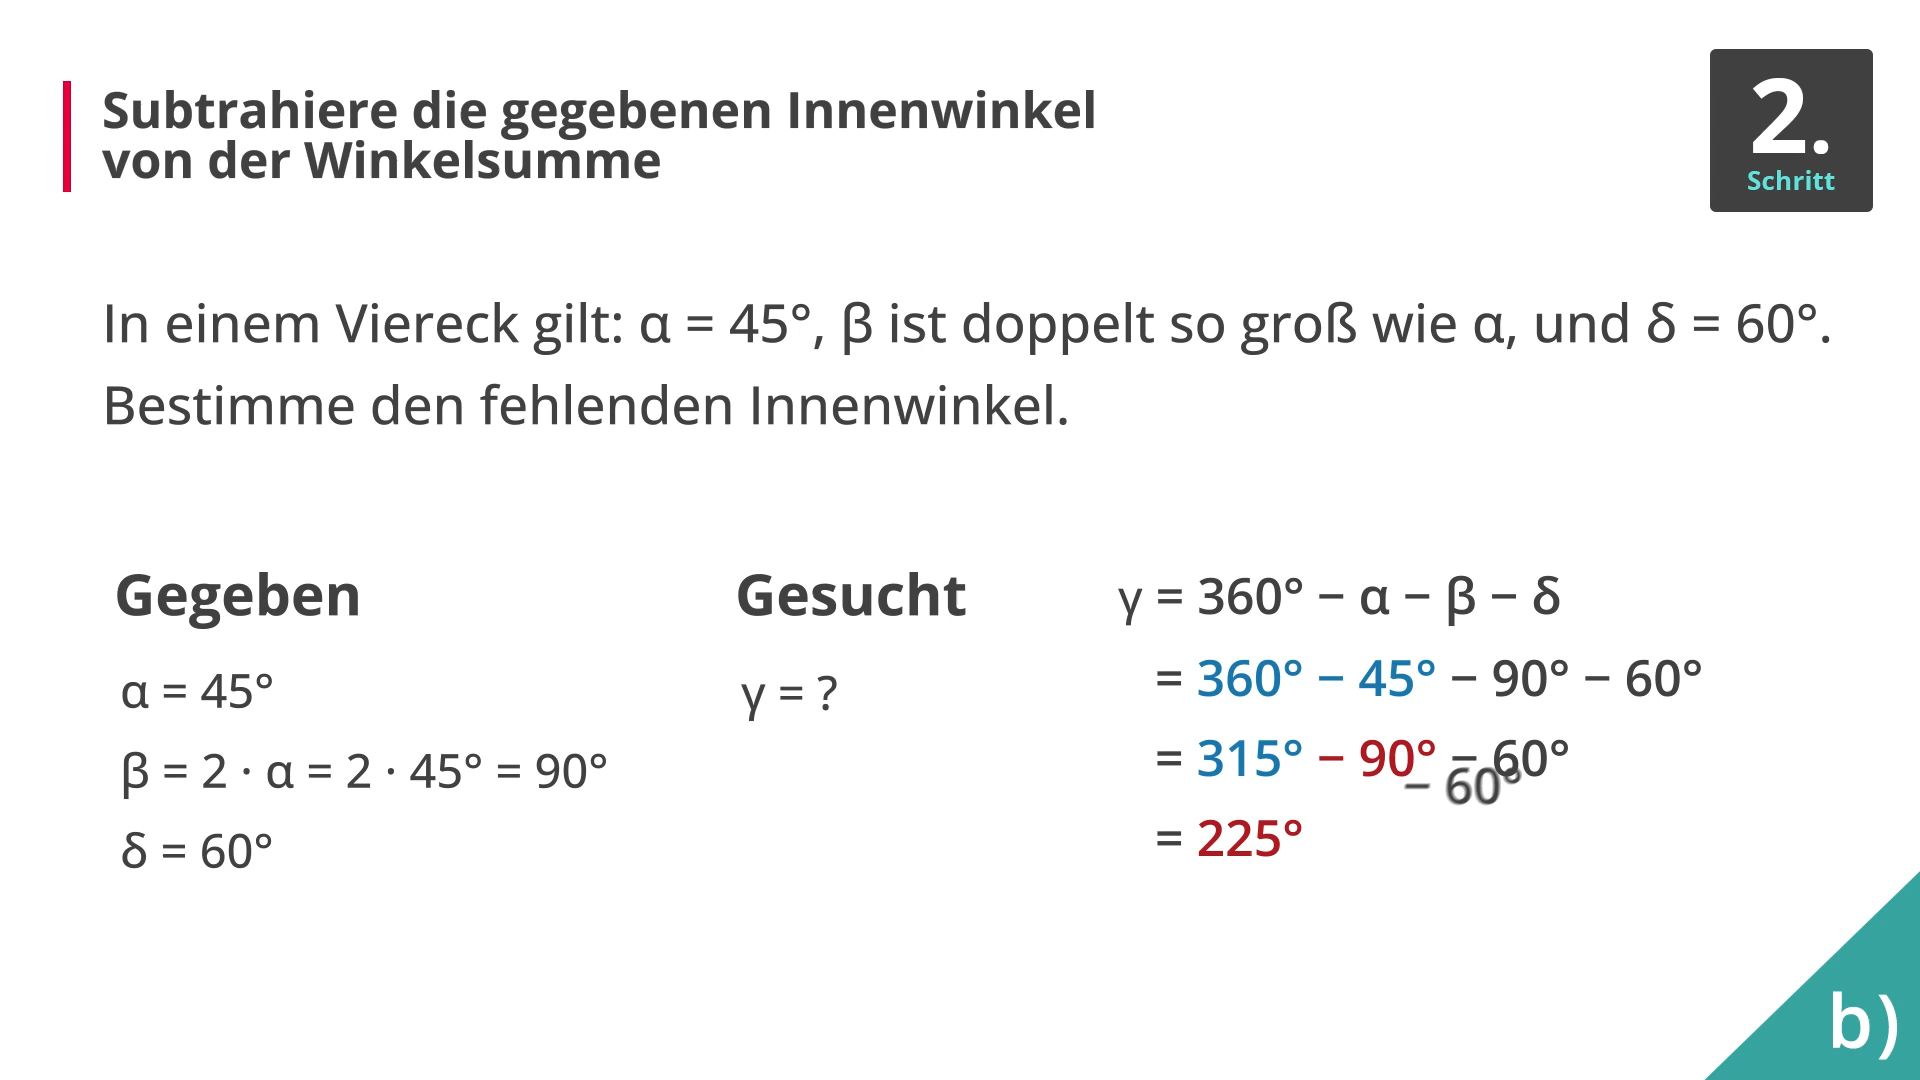 Subtrahiere die gegebenen Innenwinkel
von der Winkelsumme
2.
Schritt
In einem Viereck gilt: α = 45°, β ist doppelt so groß wie α, und δ = 60°.
Bestimme den fehlenden Innenwinkel.
Gegeben
α = 45°
β = 2 · α = 2 · 45° = 90°
δ = 60°
Gesucht
γ = ?
γ = 360° − α − β − δ
= 360° − 45° − 90° − 60°
= 315° − 90° − 60°
− 60°
= 225°
b)